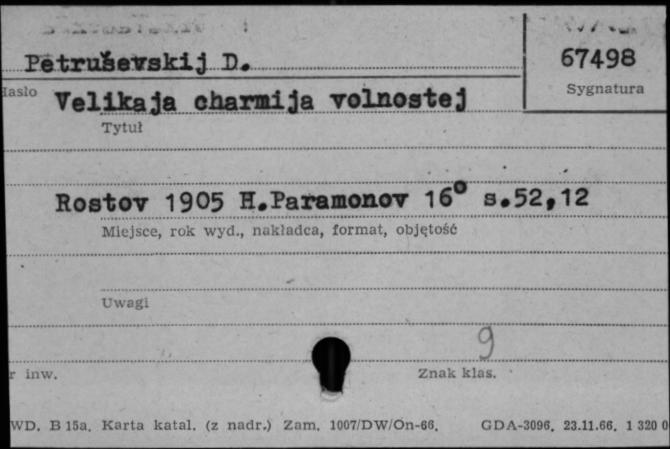 Petruševskij D.
67498
Hasło
Velikaja charmija volnostej
Sygnatura
Tytuł
Rostov 1905 H.Paramonov 16° s.52,12
Miejsce, rok wyd., nakładca, format, objętość
Uwagi
9
r inw.
Znak klas.
WD. B 15a. Karta katal. (z nadr.) Zam. 1007/DW/On-66. GDA-3096. 23.11.66. 1 320 0